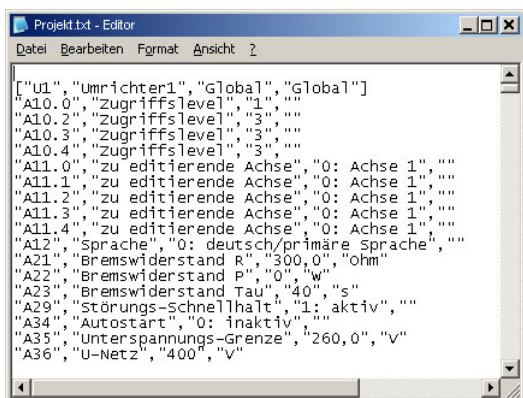 Projekt.txt - Editor
Datei Bearbeiten Format Ansicht ?
["U1","Umrichter1","Global","Global"]
"A10.0","Zugriffslevel","1",""
"A10.2","Zugriffslevel","3",""
"A10.3","Zugriffslevel","3",""
"A10.4","Zugriffslevel","3",""
"A11.0","zu editierende Achse","0: Achse 1",""
"A11.1","zu editierende Achse","0: Achse 1",""
"A11.2","zu editierende Achse","0: Achse 1",""
"A11.3","zu editierende Achse","0: Achse 1",""
"A11.4","zu editierende Achse","0: Achse 1",""
"A12","Sprache","0: deutsch/primäre Sprache",""
"A21","Bremswiderstand R","300,0","Ohm"
"A22","Bremswiderstand P","0","W"
"A23","Bremswiderstand Tau","40","s"
"A29","Störungs-Schnellhalt","1: aktiv",""
"A34","Autostart","0: inaktiv",""
"A35","Unterspannungs-Grenze","260,0","V"
"A36","U-Netz","400","V"